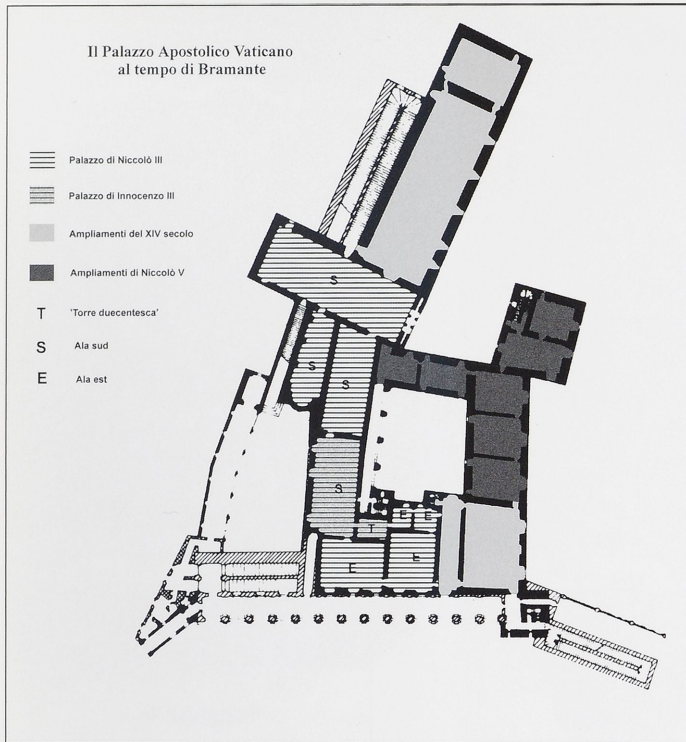 Il Palazzo Apostolico Vaticano
al tempo di Bramante
Palazzo di Niccolò III
Palazzo di Innocenzo III
Ampliamenti del XIV secolo
Ampliamenti di Niccolò V
T 'Torre duecentesca'
S Ala sud
E Ala est
S
S
S
S
E
E
T
E
E